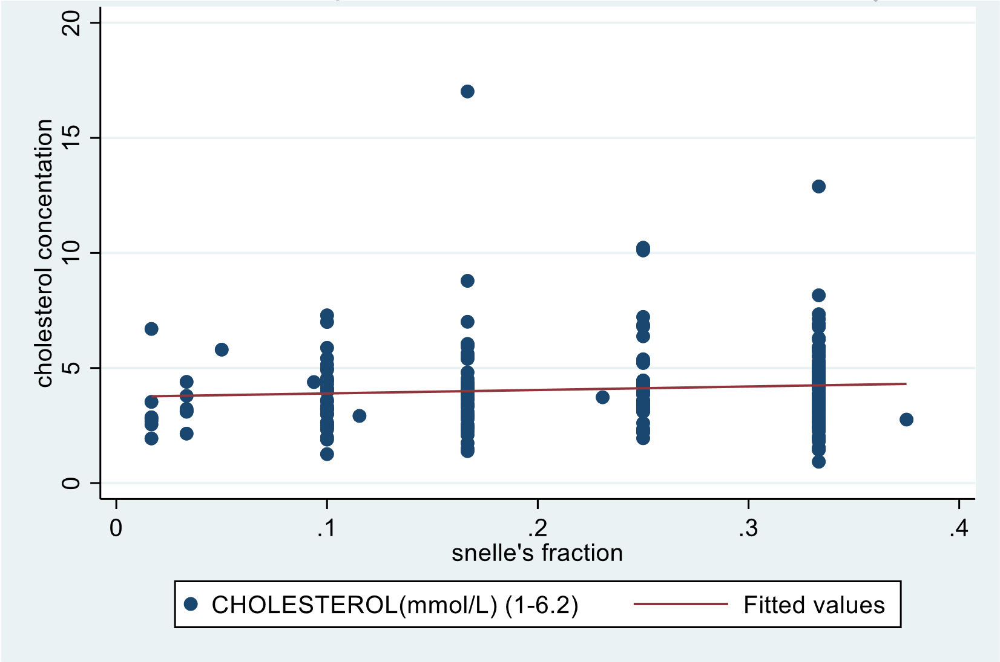 20
15
10
5
0
cholesterol concentration
0 .1 .2 .3 .4
snelle's fraction
CHOLESTEROL(mmol/L) (1-6.2) Fitted values